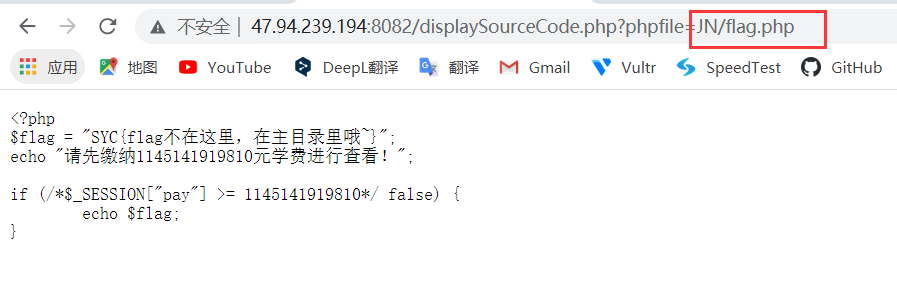 不安全 | 47.94.239.194:8082/displaySourceCode.php?phpfile=JN/flag.php
应用 地图 YouTube DeepL翻译 翻译 Gmail Vultr SpeedTest GitHub
<?php
$flag = "SYC{flag不在这里，在主目录里哦~}";
echo "请先缴纳1145141919810元学费进行查看！";
if (/*$_SESSION["pay"] >= 1145141919810*/ false) {
echo $flag;
}